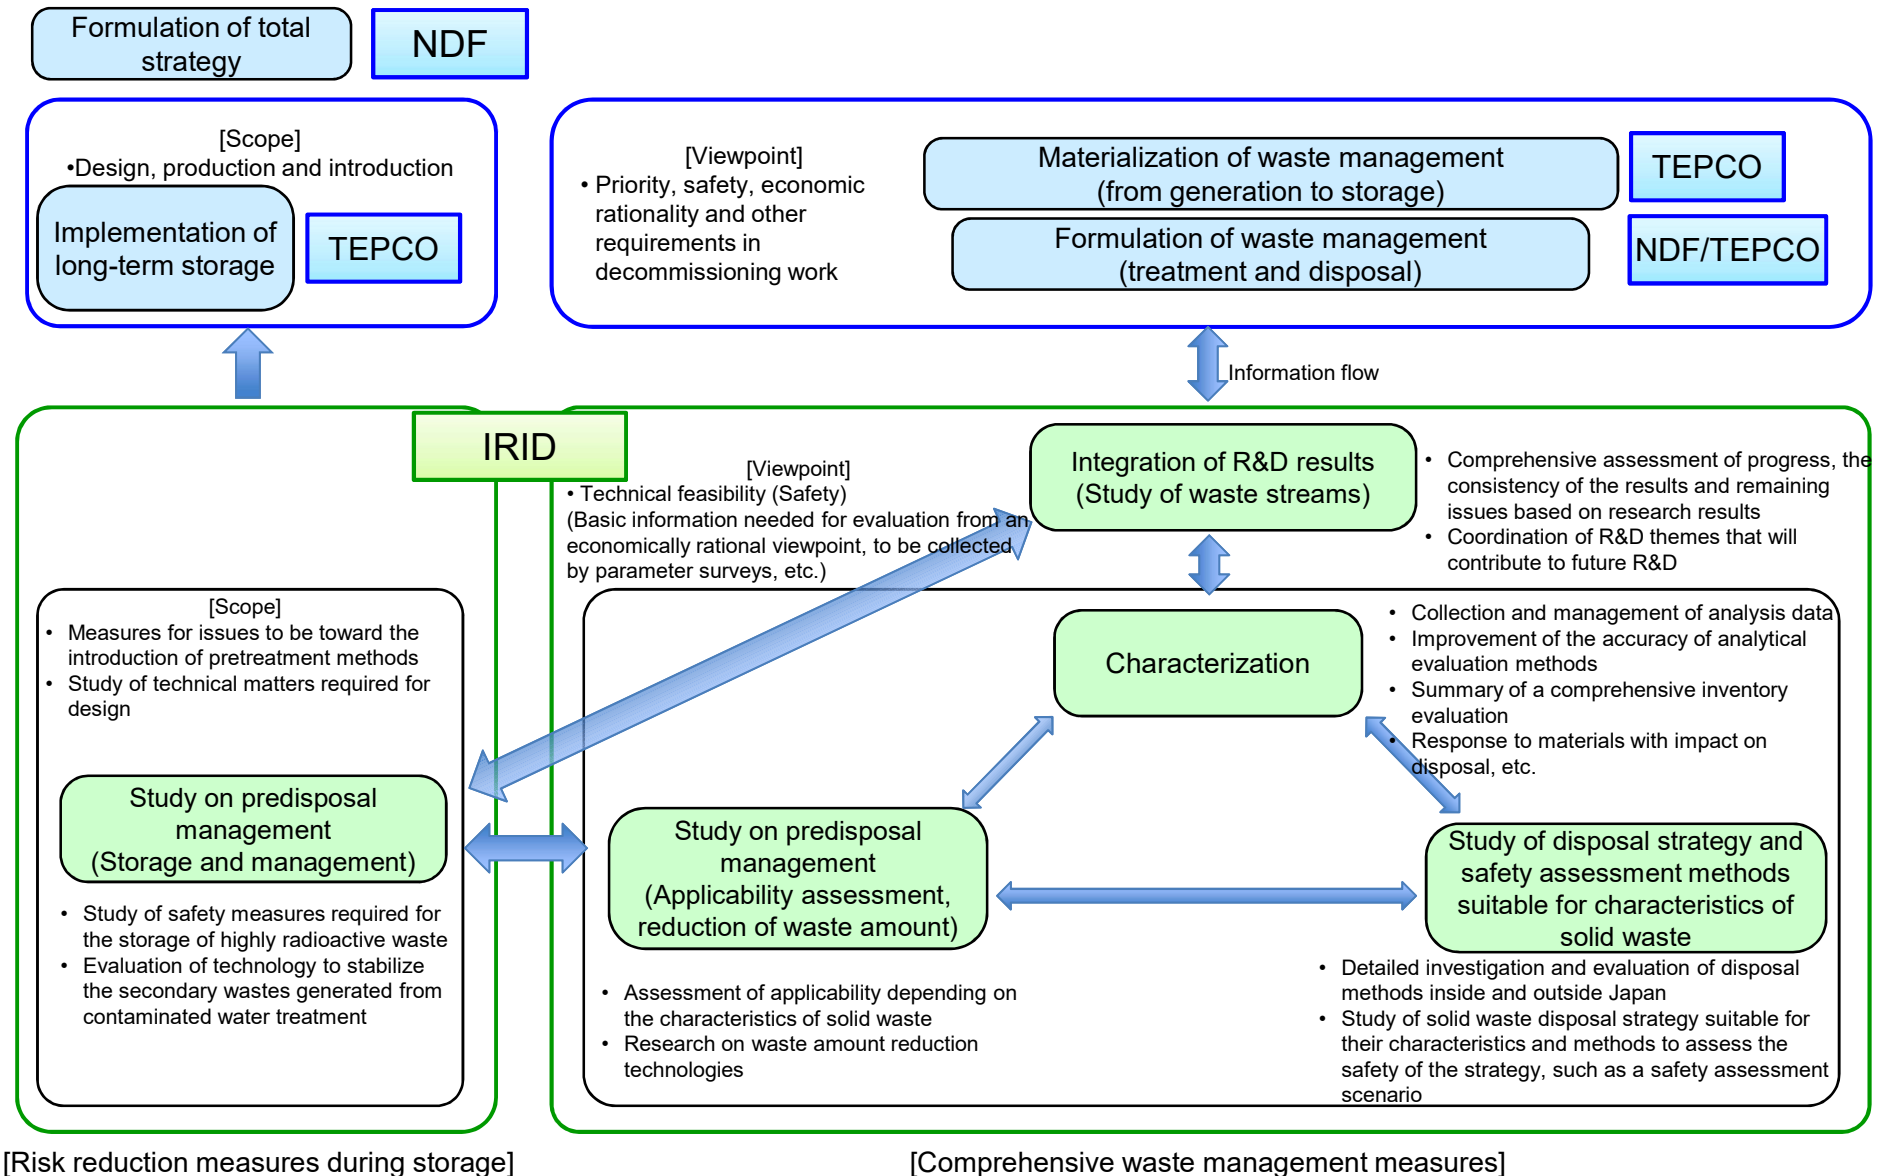 Formulation of total
strategy
NDF
[Scope]
•Design, production and introduction
Implementation of
long-term storage
TEPCO
[Viewpoint]
• Priority, safety, economic
rationality and other
requirements in
decommissioning work
Materialization of waste management
(from generation to storage)
TEPCO
Formulation of waste management
(treatment and disposal)
NDF/TEPCO
Information flow
IRID
[Viewpoint]
• Technical feasibility (Safety)
(Basic information needed for evaluation from an
economically rational viewpoint, to be collected
by parameter surveys, etc.)
Integration of R&D results
(Study of waste streams)
• Comprehensive assessment of progress, the
consistency of the results and remaining
issues based on research results
• Coordination of R&D themes that will
contribute to future R&D
[Scope]
• Measures for issues to be toward the
introduction of pretreatment methods
• Study of technical matters required for
design
Study on predisposal
management
(Storage and management)
• Study of safety measures required for
the storage of highly radioactive waste
• Evaluation of technology to stabilize
the secondary wastes generated from
contaminated water treatment
Characterization
• Collection and management of analysis data
• Improvement of the accuracy of analytical
evaluation methods
• Summary of a comprehensive inventory
evaluation
• Response to materials with impact on
disposal, etc.
Study on predisposal
management
(Applicability assessment,
reduction of waste amount)
• Assessment of applicability depending on
the characteristics of solid waste
• Research on waste amount reduction
technologies
Study of disposal strategy and
safety assessment methods
suitable for characteristics of
solid waste
• Detailed investigation and evaluation of disposal
methods inside and outside Japan
• Study of solid waste disposal strategy suitable for
their characteristics and methods to assess the
safety of the strategy, such as a safety assessment
scenario
[Risk reduction measures during storage]
[Comprehensive waste management measures]